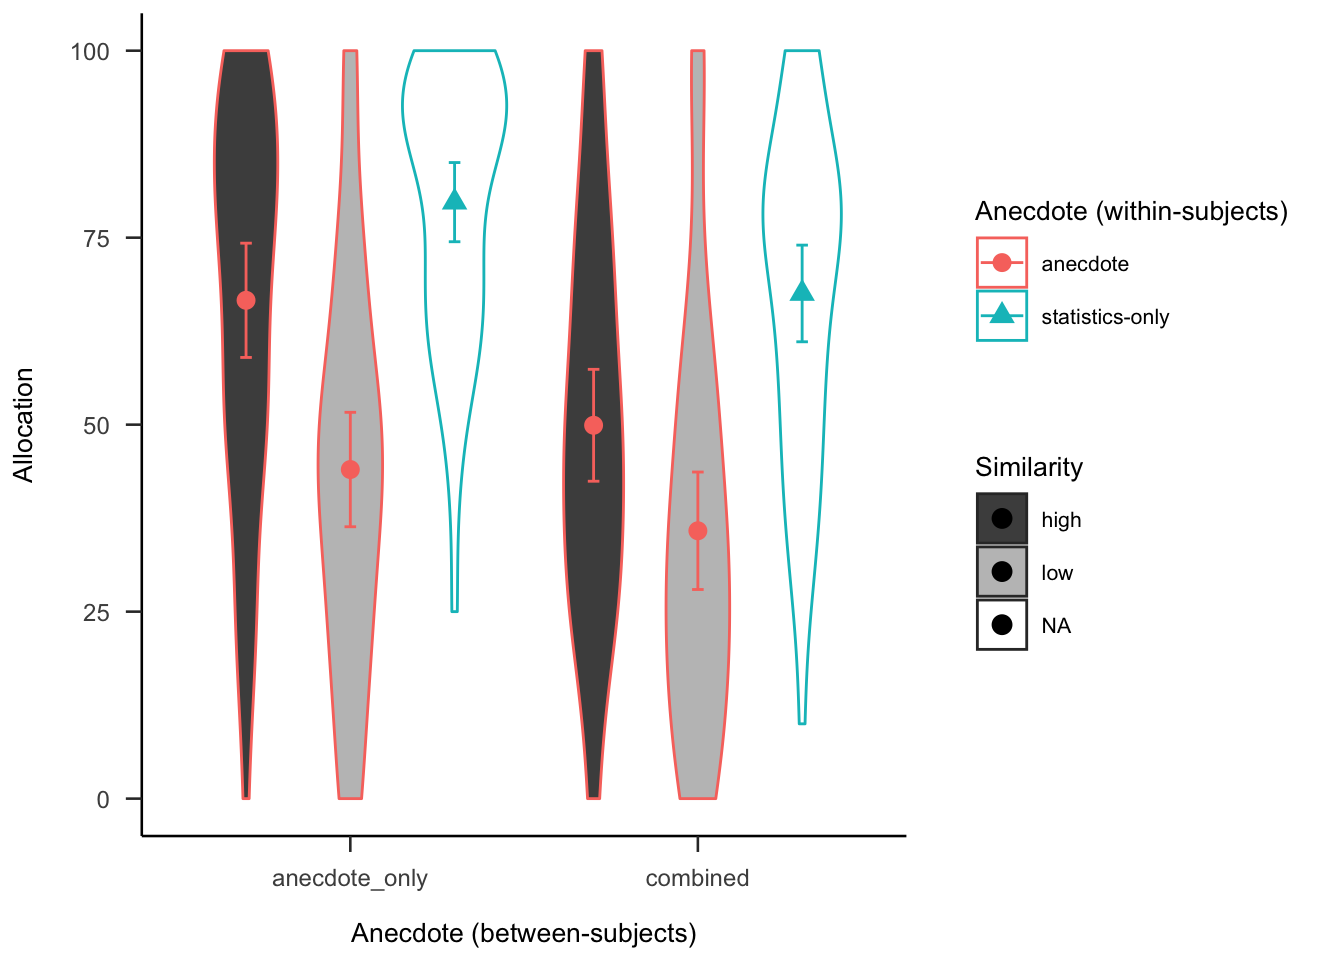 100
75
50
25
0
Allocation
anecdote_only
combined
Anecdote (between-subjects)
Anecdote (within-subjects)
anecdote
statistics-only
Similarity
high
low
NA